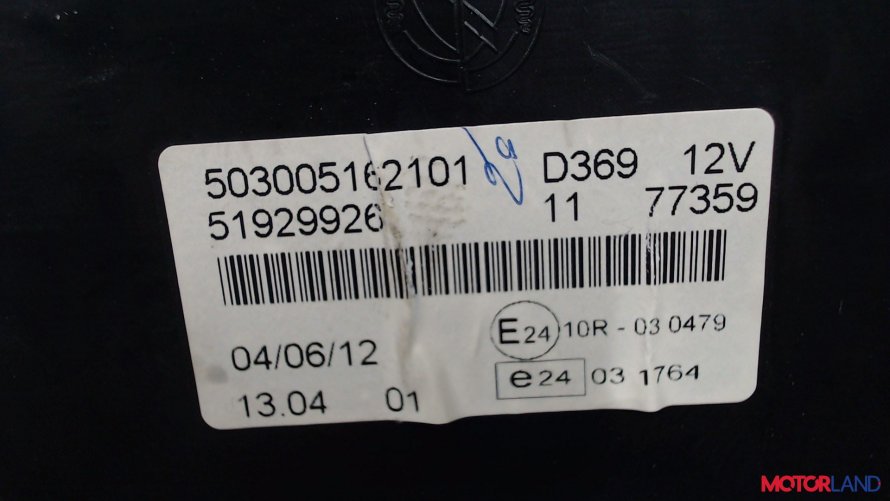 503005162101 D369 12V
51929926 11 77359
E24 10R - 03 0479
04/06/12
e24 03 1764
13.04 01
MOTORLAND